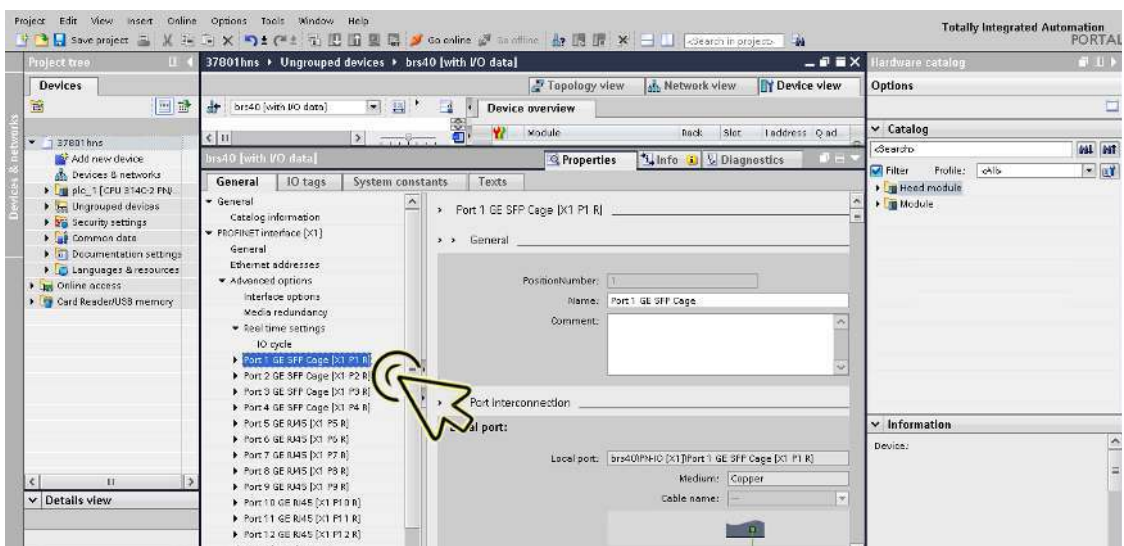 Project Edit View Insert Online Options Tools Window Help
Totally Integrated Automation
PORTAL
Save project
Go online
Go offline
<Search in project>
Project tree
37801hns ▸ Ungrouped devices ▸ brs40 [with I/O data]
Hardware catalog
Devices
Topology view
Network view
Device view
Options
brs40 [with I/O data]
Device overview
Module
Rack
Slot
I address
Q ad
Catalog
<Search>
Filter
Profile:
<All>
Head module
Module
Devices & networks
37801hns
Add new device
Devices & networks
plc_1 [CPU 314C-2 PN/
Ungrouped devices
Security settings
Common data
Documentation settings
Languages & resources
Online access
Card Reader/USB memory
Details view
brs40 [with I/O data]
Properties
Info
Diagnostics
General
IO tags
System constants
Texts
General
Catalog information
PROFINET interface [X1]
General
Ethernet addresses
Advanced options
Interface options
Media redundancy
Real time settings
IO cycle
Port 1 GE SFP Cage [X1 P1 R]
Port 2 GE SFP Cage [X1 P2 R]
Port 3 GE SFP Cage [X1 P3 R]
Port 4 GE SFP Cage [X1 P4 R]
Port 5 GE RJ45 [X1 P5 R]
Port 6 GE RJ45 [X1 P6 R]
Port 7 GE RJ45 [X1 P7 R]
Port 8 GE RJ45 [X1 P8 R]
Port 9 GE RJ45 [X1 P9 R]
Port 10 GE RJ45 [X1 P10 R]
Port 11 GE RJ45 [X1 P11 R]
Port 12 GE RJ45 [X1 P12 R]
Port 1 GE SFP Cage [X1 P1 R]
General
PositionNumber: 1
Name: Port 1 GE SFP Cage
Comment:
Port interconnection
port:
Local port: brs40\PN-IO [X1]\Port 1 GE SFP Cage [X1 P1 R]
Medium: Copper
Cable name: ---
Information
Device: